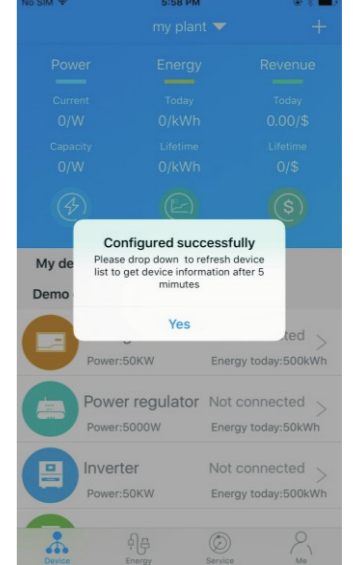 No SIM 5:58 PM
my plant
Power Energy Revenue
Current Today Today
0/W 0/kWh 0.00/$
Capacity Lifetime Lifetime
0/W 0/kWh 0/$
Configured successfully
Please drop down to refresh device
list to get device information after 5
mimutes
Yes
My de
Demo
Power:50KW Energy today:500kWh
Power regulator Not connected
Power:5000W Energy today:50kWh
Inverter Not connected
Power:50KW Energy today:500kWh
Device Energy Service Me